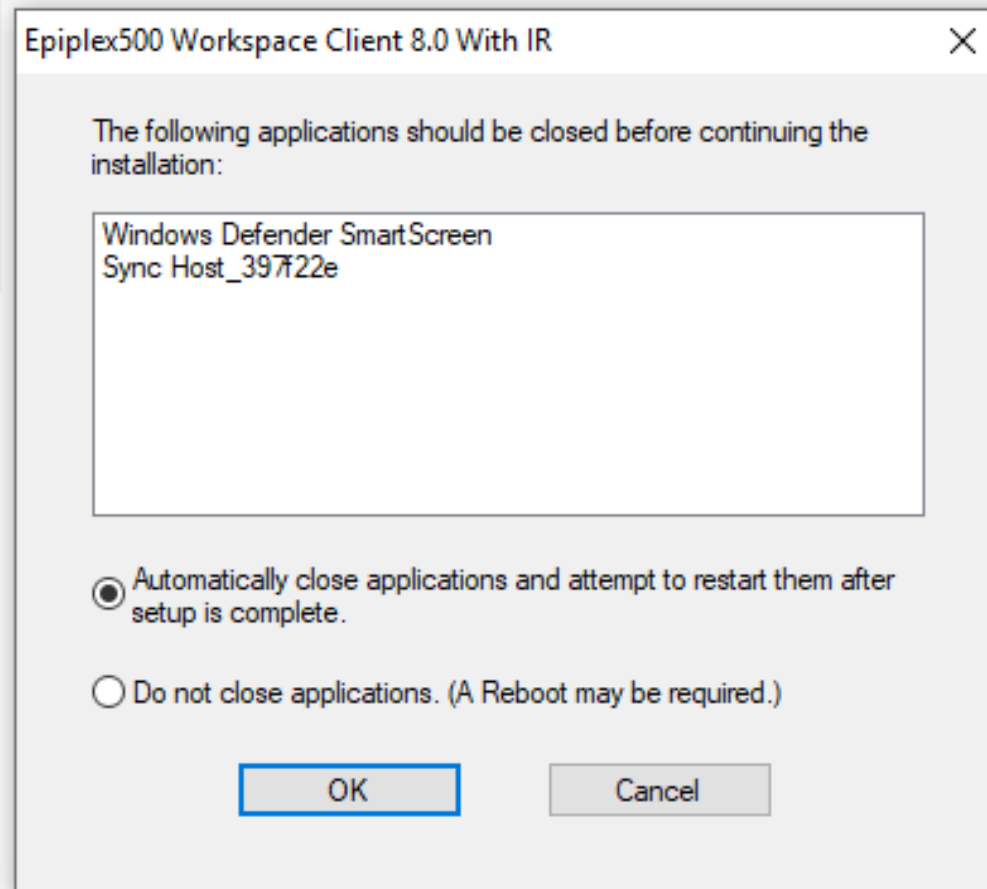 Epiplex500 Workspace Client 8.0 With IR
The following applications should be closed before continuing the
installation:
Windows Defender SmartScreen
Sync Host_397f22e
Automatically close applications and attempt to restart them after
setup is complete.
Do not close applications. (A Reboot may be required.)
OK
Cancel